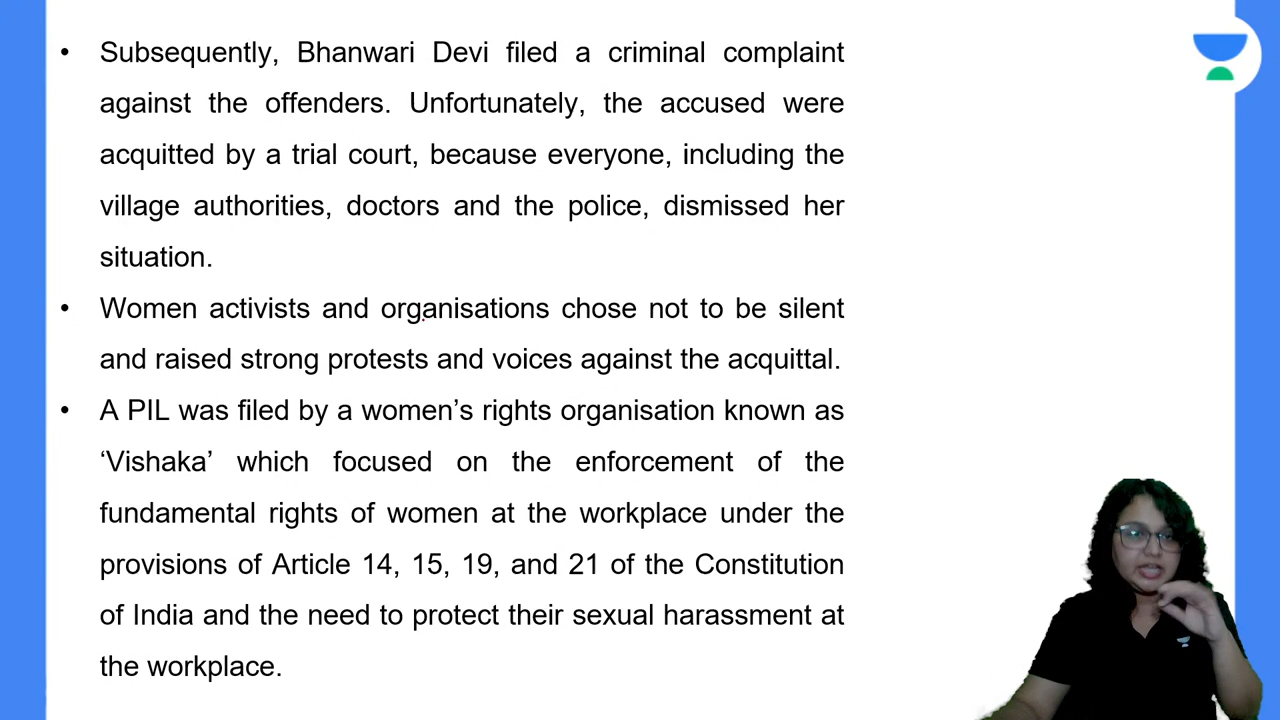 • Subsequently, Bhanwari Devi filed a criminal complaint
against the offenders. Unfortunately, the accused were
acquitted by a trial court, because everyone, including the
village authorities, doctors and the police, dismissed her
situation.
• Women activists and organisations chose not to be silent
and raised strong protests and voices against the acquittal.
• A PIL was filed by a women’s rights organisation known as
‘Vishaka’ which focused on the enforcement of the
fundamental rights of women at the workplace under the
provisions of Article 14, 15, 19, and 21 of the Constitution
of India and the need to protect their sexual harassment at
the workplace.